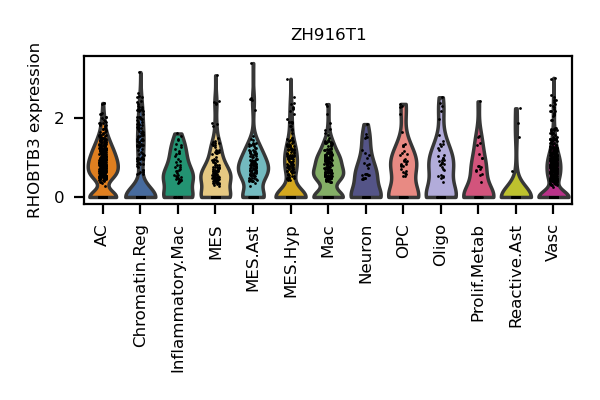 ZH916T1
RHOBTB3 expression
2
0
AC
Chromatin.Reg
Inflammatory.Mac
MES
MES.Ast
MES.Hyp
Mac
Neuron
OPC
Oligo
Prolif.Metab
Reactive.Ast
Vasc